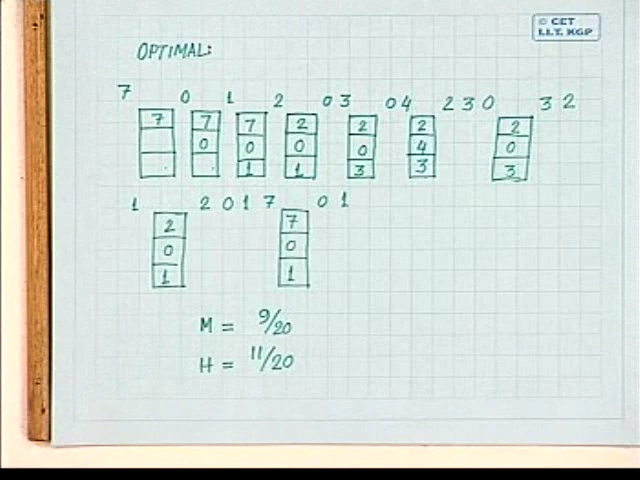 © CET
I.I.T. KGP
OPTIMAL:
7 0 1 2 0 3 0 4 2 3 0 3 2
7 7 7 2 2 2 2
0 0 0 0 4 0
1 1 3 3 3
1 2 0 1 7 0 1
2 7
0 0
1 1
M = 9/20
H = 11/20